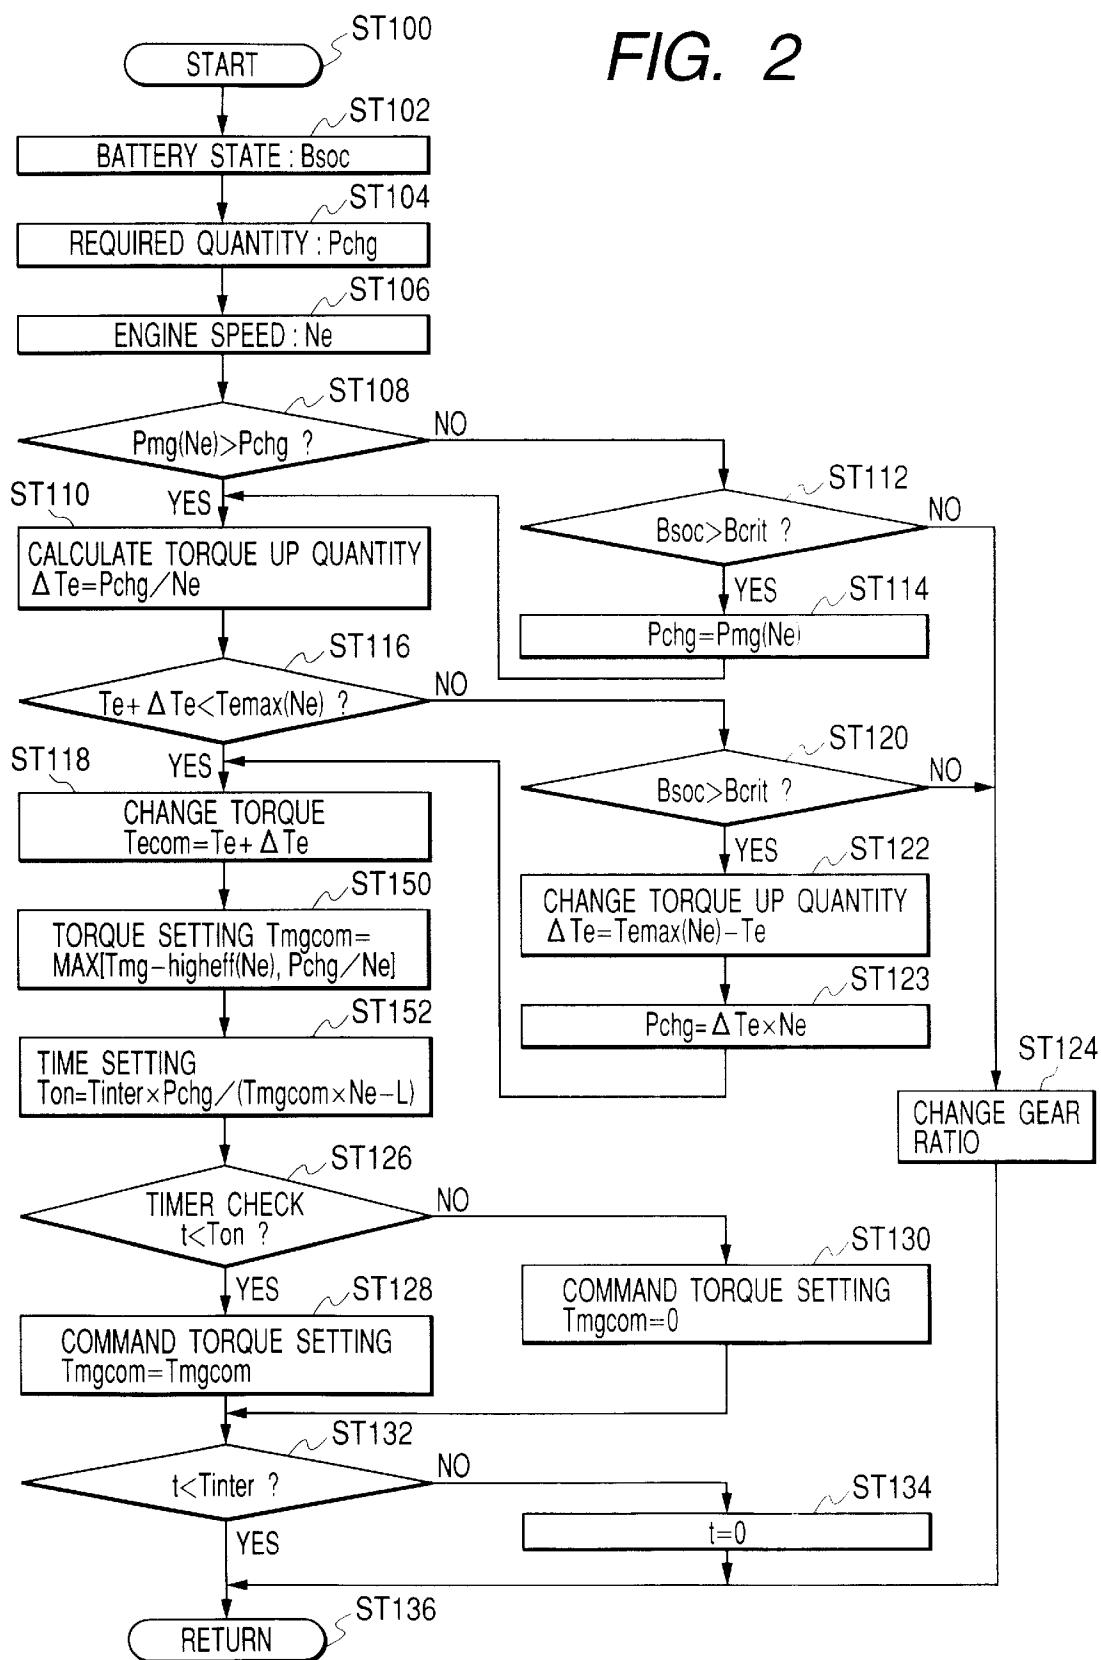 FIG. 2
ST100
START
ST102
BATTERY STATE : Bsoc
ST104
REQUIRED QUANTITY : Pchg
ST106
ENGINE SPEED : Ne
ST108
Pmg(Ne)>Pchg ?
NO
YES
ST110
CALCULATE TORQUE UP QUANTITY
ΔTe=Pchg/Ne
ST112
Bsoc>Bcrit ?
NO
YES
ST114
Pchg=Pmg(Ne)
ST116
Te+ΔTe<Temax(Ne) ?
NO
YES
ST118
CHANGE TORQUE
Tecom=Te+ΔTe
ST120
Bsoc>Bcrit ?
NO
YES
ST122
CHANGE TORQUE UP QUANTITY
ΔTe=Temax(Ne)-Te
ST123
Pchg=ΔTe×Ne
ST150
TORQUE SETTING Tmgcom=
MAX[Tmg-higheff(Ne), Pchg/Ne]
ST152
TIME SETTING
Ton=Tinter×Pchg/(Tmgcom×Ne-L)
ST124
CHANGE GEAR
RATIO
ST126
TIMER CHECK
t<Ton ?
NO
YES
ST128
COMMAND TORQUE SETTING
Tmgcom=Tmgcom
ST130
COMMAND TORQUE SETTING
Tmgcom=0
ST132
t<Tinter ?
NO
YES
ST134
t=0
ST136
RETURN